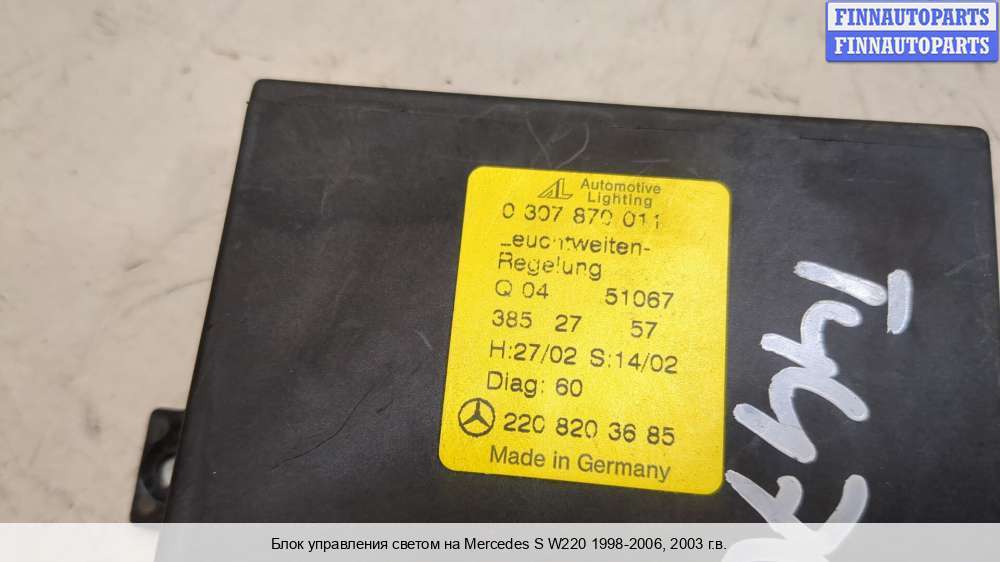 FINNAUTOPARTS
FINNAUTOPARTS
AL Automotive
Lighting
0 307 870 011
Leuchtweiten-
Regelung
Q 04 51067
385 27 57
H:27/02 S:14/02
Diag: 60
220 820 36 85
Made in Germany
Блок управления светом на Mercedes S W220 1998-2006, 2003 г.в.